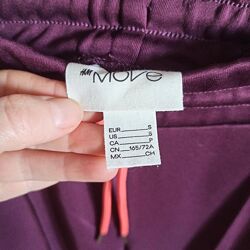 H&M MOVE
EUR S
US S
CA P
CN 165/72A
MX CH